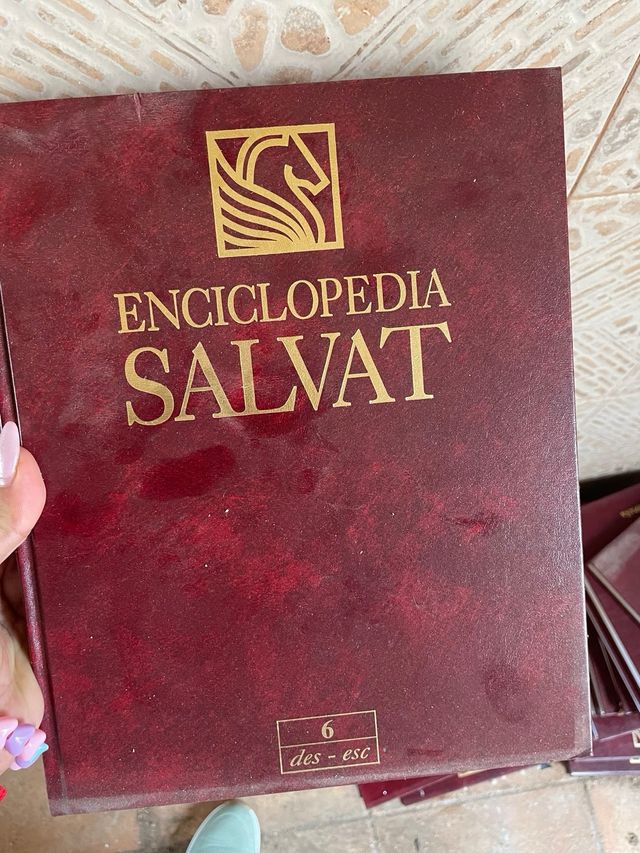 ENCICLOPEDIA
SALVAT
6
des - esc